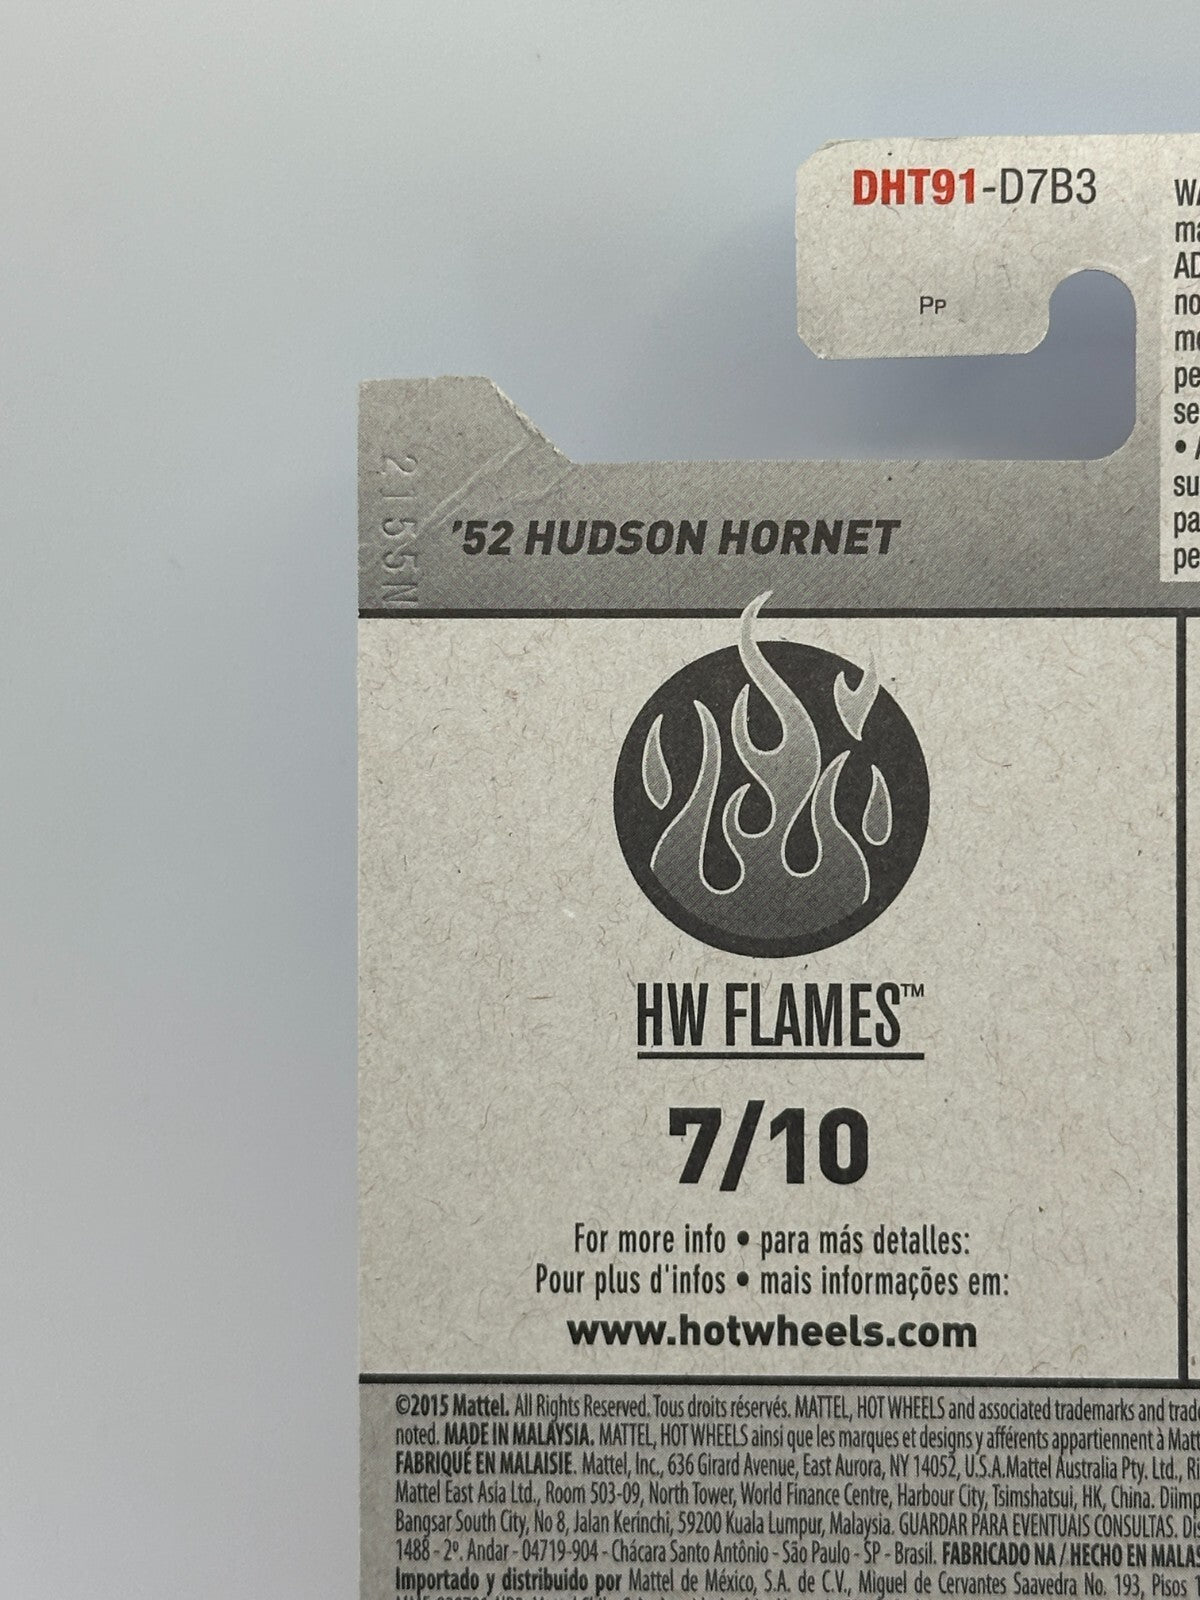 DHT91-D7B3
PP
2155N
'52 HUDSON HORNET
HW FLAMES™
7/10
For more info • para más detalles:
Pour plus d'infos • mais informações em:
www.hotwheels.com
©2015 Mattel. All Rights Reserved. Tous droits réservés. MATTEL, HOT WHEELS and associated trademarks and
noted. MADE IN MALAYSIA. MATTEL, HOT WHEELS ainsi que les marques et designs y afférents appartiennent à
FABRIQUÉ EN MALAISIE. Mattel, Inc., 636 Girard Avenue, East Aurora, NY 14052, U.S.A.Mattel Australia Pty. Ltd.,
Mattel East Asia Ltd., Room 503-09, North Tower, World Finance Centre, Harbour City, Tsimshatsui, HK, China.
Bangsar South City, No 8, Jalan Kerinchi, 59200 Kuala Lumpur, Malaysia. GUARDAR PARA EVENTUAIS CONSULTAS.
1488 - 2º. Andar - 04719-904 - Chácara Santo Antônio - São Paulo - SP - Brasil. FABRICADO NA / HECHO EN
Importado y distribuido por Mattel de México, S.A. de C.V., Miguel de Cervantes Saavedra No. 193, Pisos